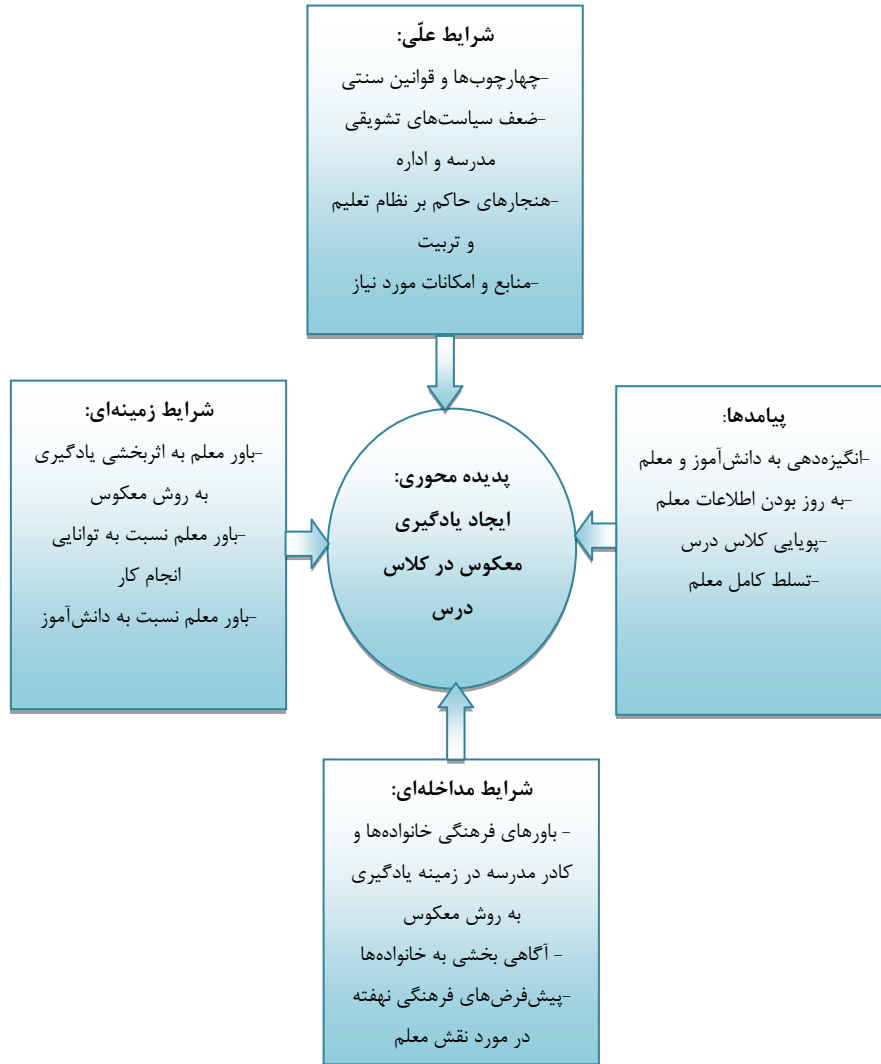 شرایط علّی:
-چهارچوب‌ها و قوانین سنتی
-ضعف سیاست‌های تشویقی
مدرسه و اداره
-هنجارهای حاکم بر نظام تعلیم
و تربیت
-منابع و امکانات مورد نیاز
پیامدها:
-انگیزه‌دهی به دانش‌آموز و معلم
-به روز بودن اطلاعات معلم
-پویایی کلاس درس
-تسلط کامل معلم
پدیده محوری:
ایجاد یادگیری
معکوس در کلاس
درس
شرایط زمینه‌ای:
-باور معلم به اثربخشی یادگیری
به روش معکوس
-باور معلم نسبت به توانایی
انجام کار
-باور معلم نسبت به دانش‌آموز
شرایط مداخله‌ای:
- باورهای فرهنگی خانواده‌ها و
کادر مدرسه در زمینه یادگیری
به روش معکوس
- آگاهی بخشی به خانواده‌ها
-پیش‌فرض‌های فرهنگی نهفته
در مورد نقش معلم